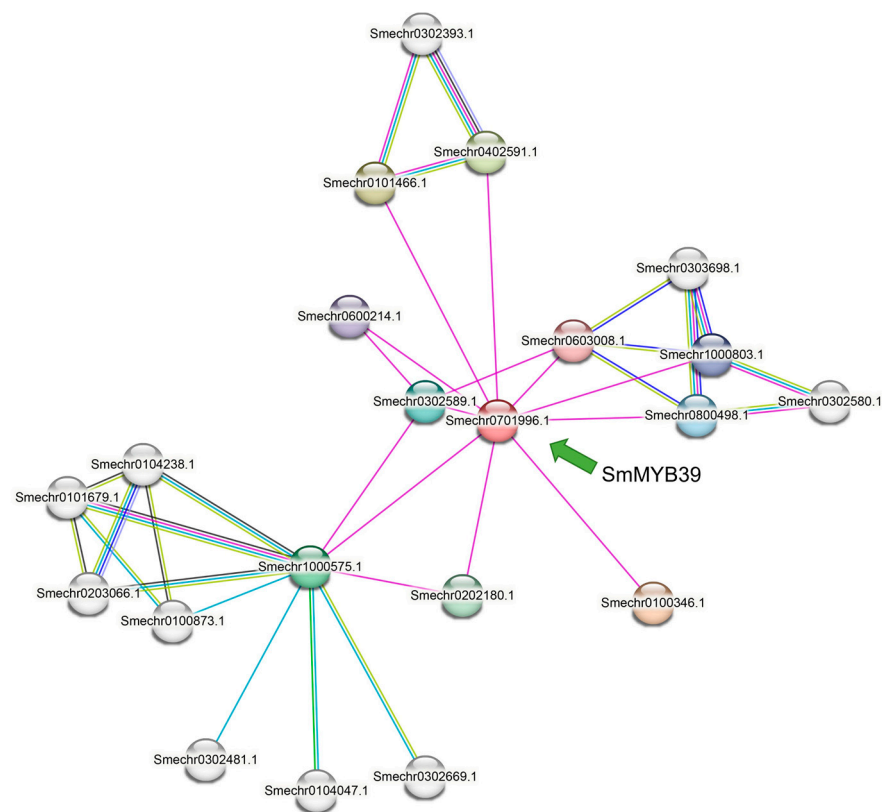 Smechr0302393.1
Smechr0402591.1
Smechr0101466.1
Smechr0303698.1
Smechr0600214.1
Smechr0603008.1
Smechr1000803.1
Smechr0302589.1
Smechr0302580.1
Smechr0800498.1
Smechr0701996.1
SmMYB39
Smechr0104238.1
Smechr0101679.1
Smechr1000575.1
Smechr0203066.1
Smechr0202180.1
Smechr0100346.1
Smechr0100873.1
Smechr0302481.1
Smechr0302669.1
Smechr0104047.1